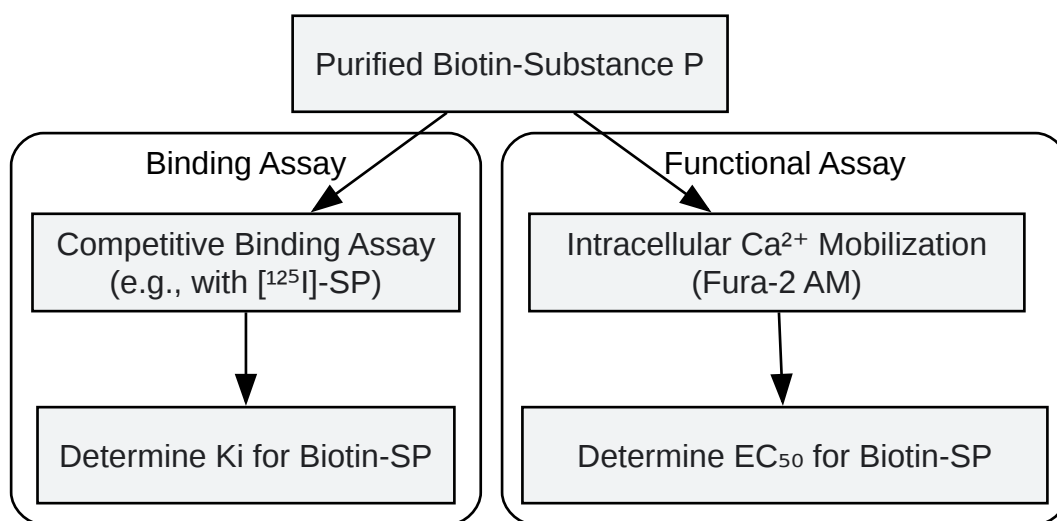 Purified Biotin-Substance P
Binding Assay
Competitive Binding Assay
(e.g., with [¹²⁵I]-SP)
Determine Ki for Biotin-SP
Functional Assay
Intracellular Ca²⁺ Mobilization
(Fura-2 AM)
Determine EC₅₀ for Biotin-SP